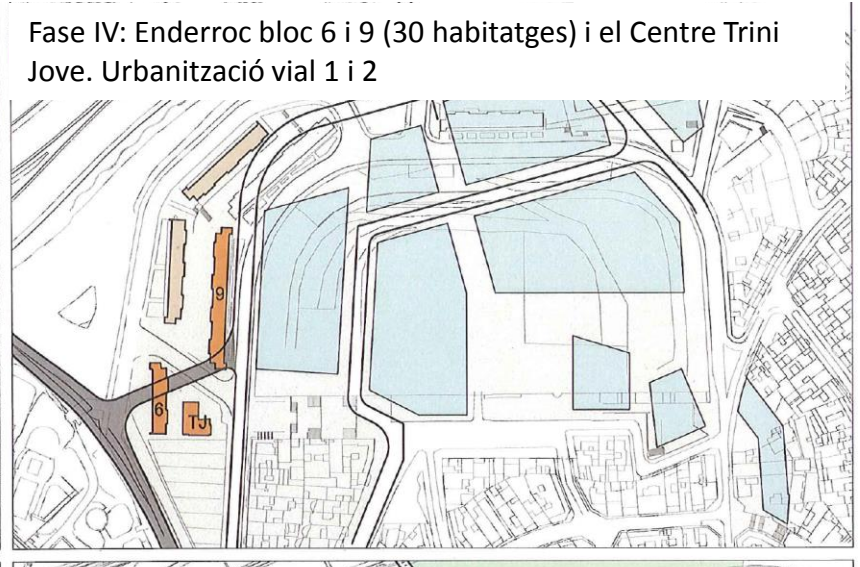 Fase IV: Enderroc bloc 6 i 9 (30 habitatges) i el Centre Trini
Jove. Urbanització vial 1 i 2
9
6
TJ